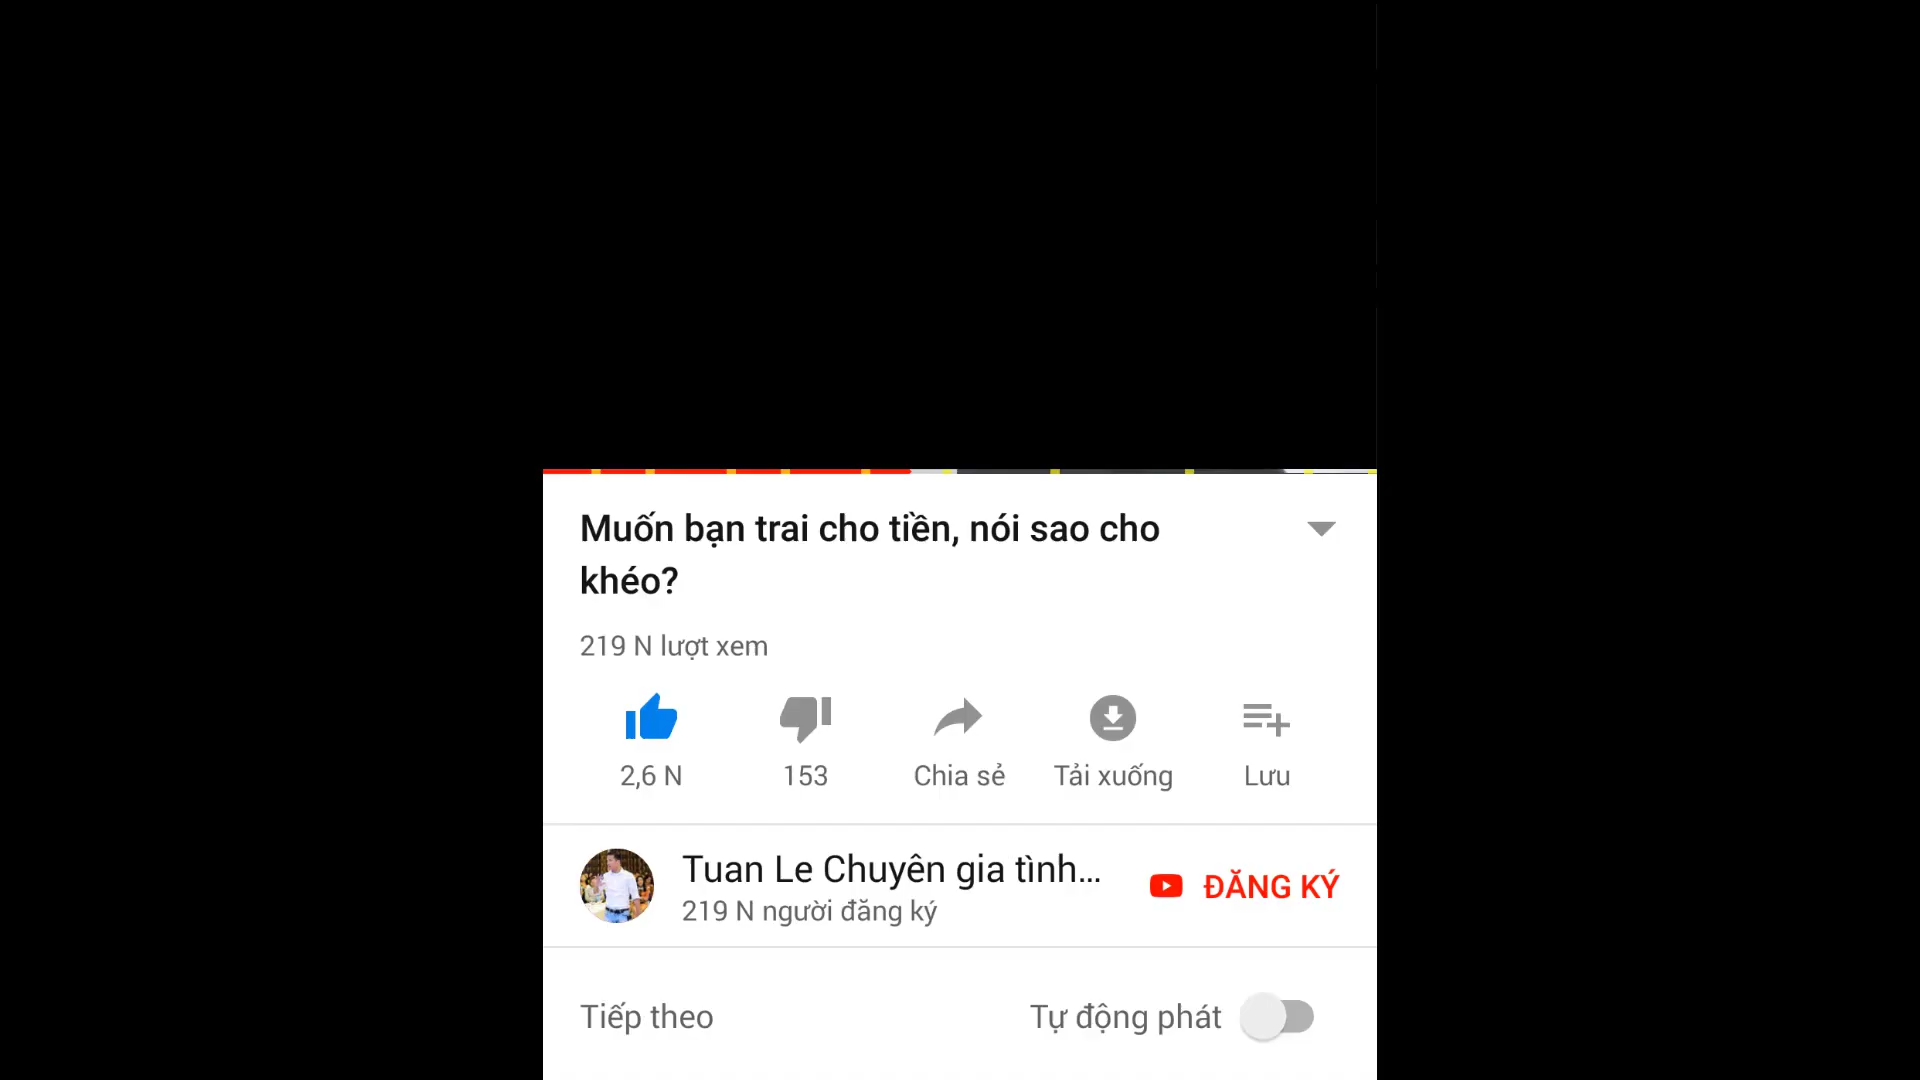 Muốn bạn trai cho tiền, nói sao cho
khéo?
219 N lượt xem
2,6 N
153
Chia sẻ
Tải xuống
Lưu
Tuan Le Chuyên gia tình...
219 N người đăng ký
ĐĂNG KÝ
Tiếp theo
Tự động phát